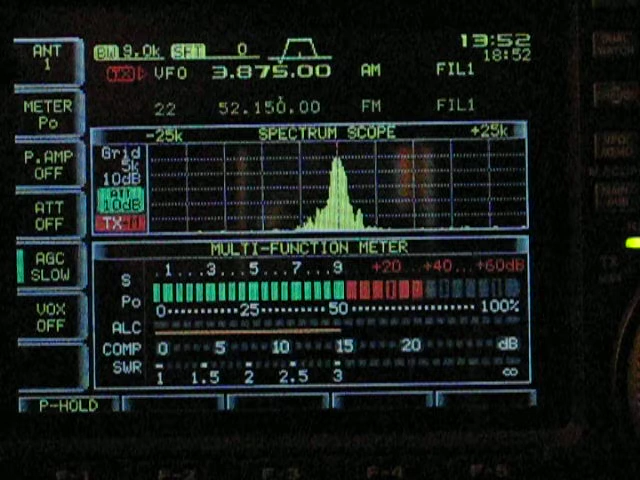 ANT 1
BW 9.0k SFT 0 13:52
18:52
TX VFO 3.875.00 AM FIL1
METER Po
22 52.150.00 FM FIL1
-25k SPECTRUM SCOPE +25k
P.AMP OFF
Grid 5k 10dB
ATT 10dB
TX
ATT OFF
MULTI-FUNCTION METER
AGC SLOW
S 1...3...5...7...9 +20...+40...+60dB
Po 0 25 50 100%
VOX OFF
ALC
COMP 0 5 10 15 20 dB
SWR 1 1.5 2 2.5 3 ∞
P-HOLD
F-2 F-3 F-4 F-5